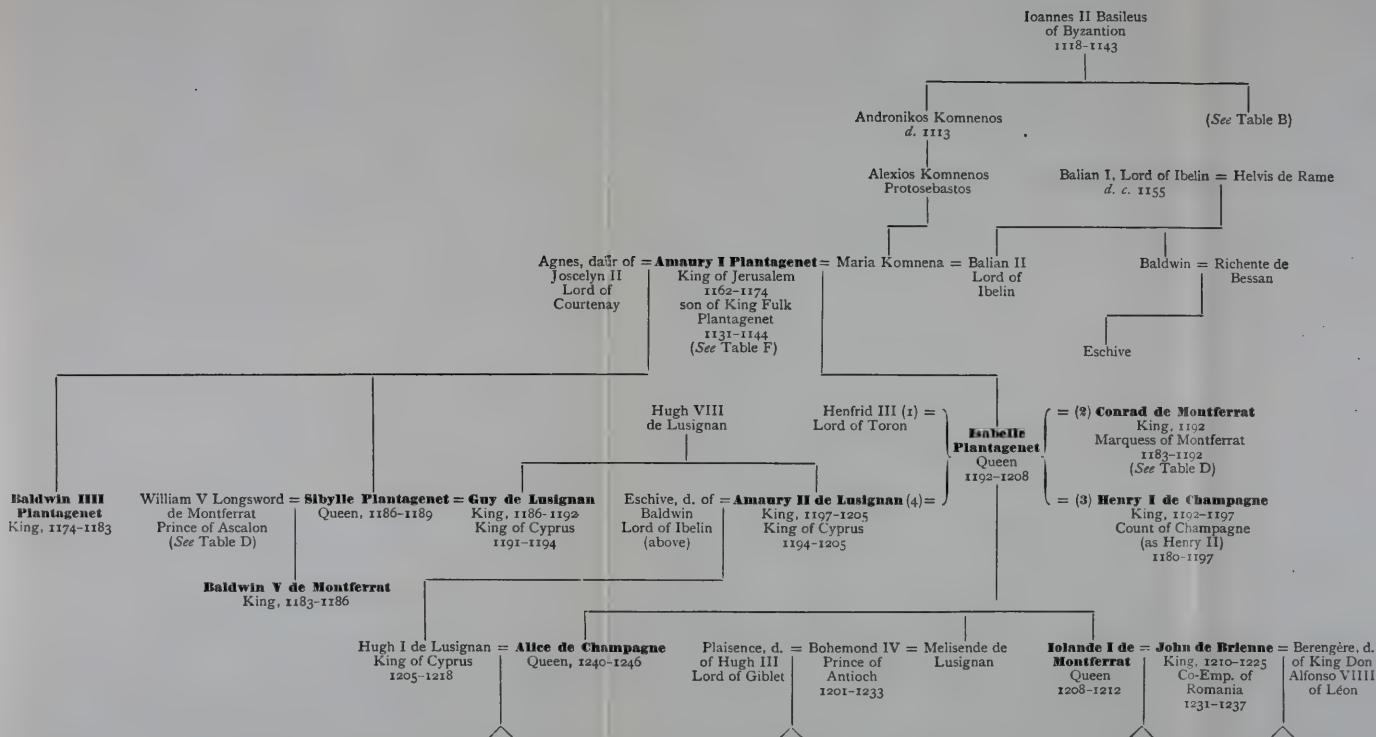 Ioannes II Basileus
of Byzantion
1118-1143
Andronikos Komnenos
d. 1113
(See Table B)
Alexios Komnenos
Protosebastos
Balian I, Lord of Ibelin = Helvis de Rame
d. c. 1155
Agnes, daür of = Amaury I Plantagenet = Maria Komnena = Balian II
Joscelyn II
Lord of
Courtenay
King of Jerusalem
1162-1174
son of King Fulk
Plantagenet
1131-1144
(See Table F)
Lord of
Ibelin
Baldwin = Richente de
Bessan
Eschive
Hugh VIII
de Lusignan
Henfrid III (1) =
Lord of Toron
Isabelle
Plantagenet
Queen
1192-1208
= (2) Conrad de Montferrat
King, 1192
Marquess of Montferrat
1183-1192
(See Table D)
Baldwin IIII
Plantagenet
King, 1174-1183
William V Longsword = Sibylle Plantagenet = Guy de Lusignan
de Montferrat
Prince of Ascalon
(See Table D)
Queen, 1186-1189
King, 1186-1192
King of Cyprus
1191-1194
Eschive, d. of = Amaury II de Lusignan (4) =
Baldwin
Lord of Ibelin
(above)
King, 1197-1205
King of Cyprus
1194-1205
= (3) Henry I de Champagne
King, 1192-1197
Count of Champagne
(as Henry II)
1180-1197
Baldwin V de Montferrat
King, 1183-1186
Hugh I de Lusignan = Alice de Champagne
King of Cyprus
1205-1218
Queen, 1240-1246
Plaisence, d. = Bohemond IV = Melisende de
of Hugh III
Lord of Giblet
Prince of
Antioch
1201-1233
Lusignan
Iolande I de = John de Brienne = Berengère, d.
Montferrat
Queen
1208-1212
King, 1210-1225
Co-Emp. of
Romania
1231-1237
of King Don
Alfonso VIIII
of Léon